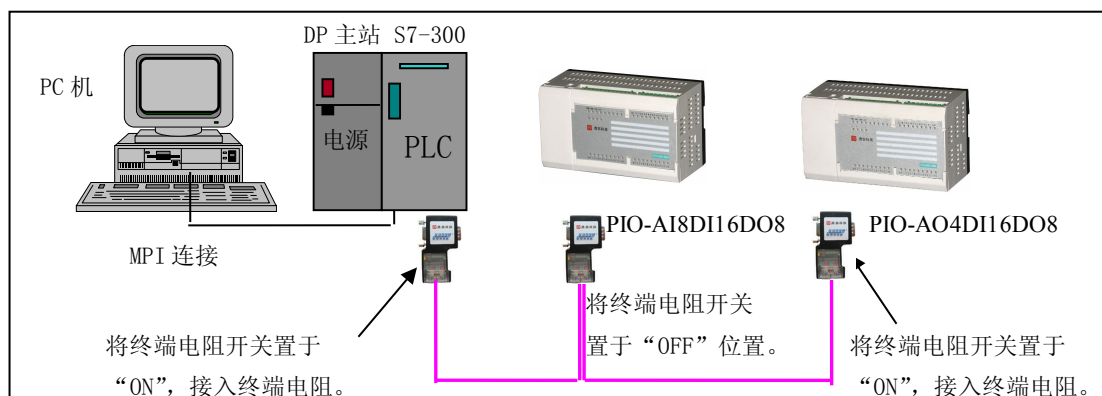 DP 主站 S7-300
PC 机
电源
PLC
MPI 连接
PIO-AI8DI16DO8
PIO-AO4DI16DO8
将终端电阻开关置于
“ON”，接入终端电阻。
将终端电阻开关
置于“OFF”位置。
将终端电阻开关置于
“ON”，接入终端电阻。